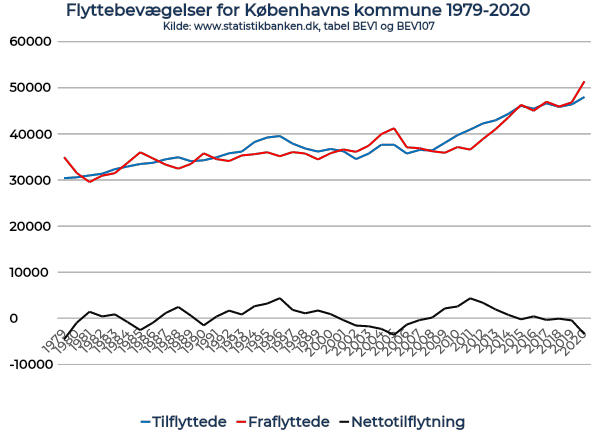 Flyttebevægelser for Københavns kommune 1979-2020
Kilde: www.statistikbanken.dk, tabel BEV1 og BEV107
60000
50000
40000
30000
20000
10000
0
-10000
1979 1980 1981 1982 1983 1984 1985 1986 1987 1988 1989 1990 1991 1992 1993 1994 1995 1996 1997 1998 1999 2000 2001 2002 2003 2004 2005 2006 2007 2008 2009 2010 2011 2012 2013 2014 2015 2016 2017 2018 2019 2020
Tilflyttede Fraflyttede Nettotilflytning